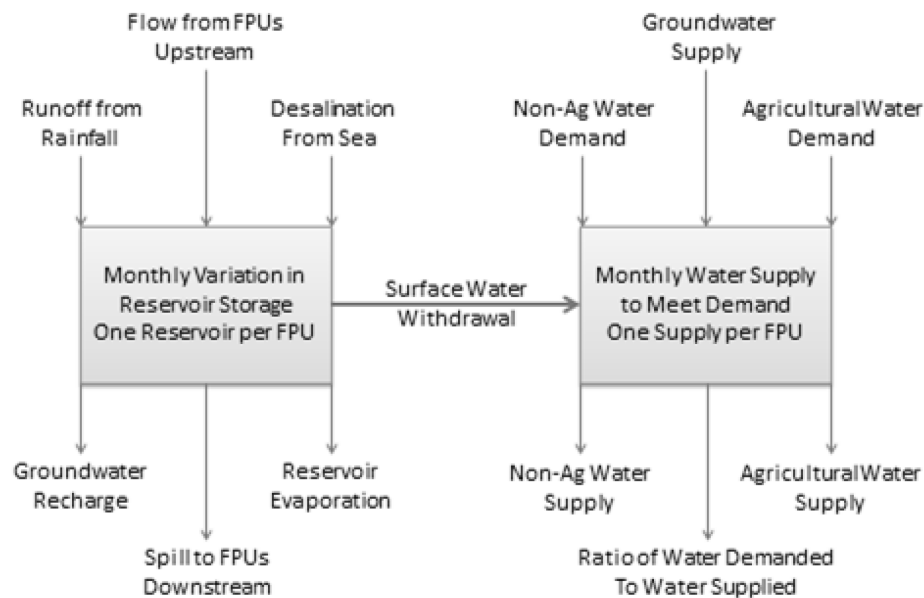 Flow from FPUs
Upstream
Groundwater
Supply
Runoff from
Rainfall
Desalination
From Sea
Non-Ag Water
Demand
Agricultural Water
Demand
Monthly Variation in
Reservoir Storage
One Reservoir per FPU
Surface Water
Withdrawal
Monthly Water Supply
to Meet Demand
One Supply per FPU
Groundwater
Recharge
Reservoir
Evaporation
Non-Ag Water
Supply
Agricultural Water
Supply
Spill to FPUs
Downstream
Ratio of Water Demanded
To Water Supplied